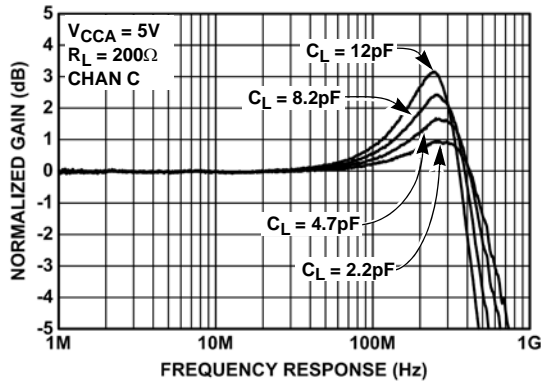 V_CCA = 5V
R_L = 200Ω
CHAN C
C_L = 12pF
C_L = 8.2pF
C_L = 4.7pF
C_L = 2.2pF
NORMALIZED GAIN (dB)
5
4
3
2
1
0
-1
-2
-3
-4
-5
1M
10M
100M
1G
FREQUENCY RESPONSE (Hz)